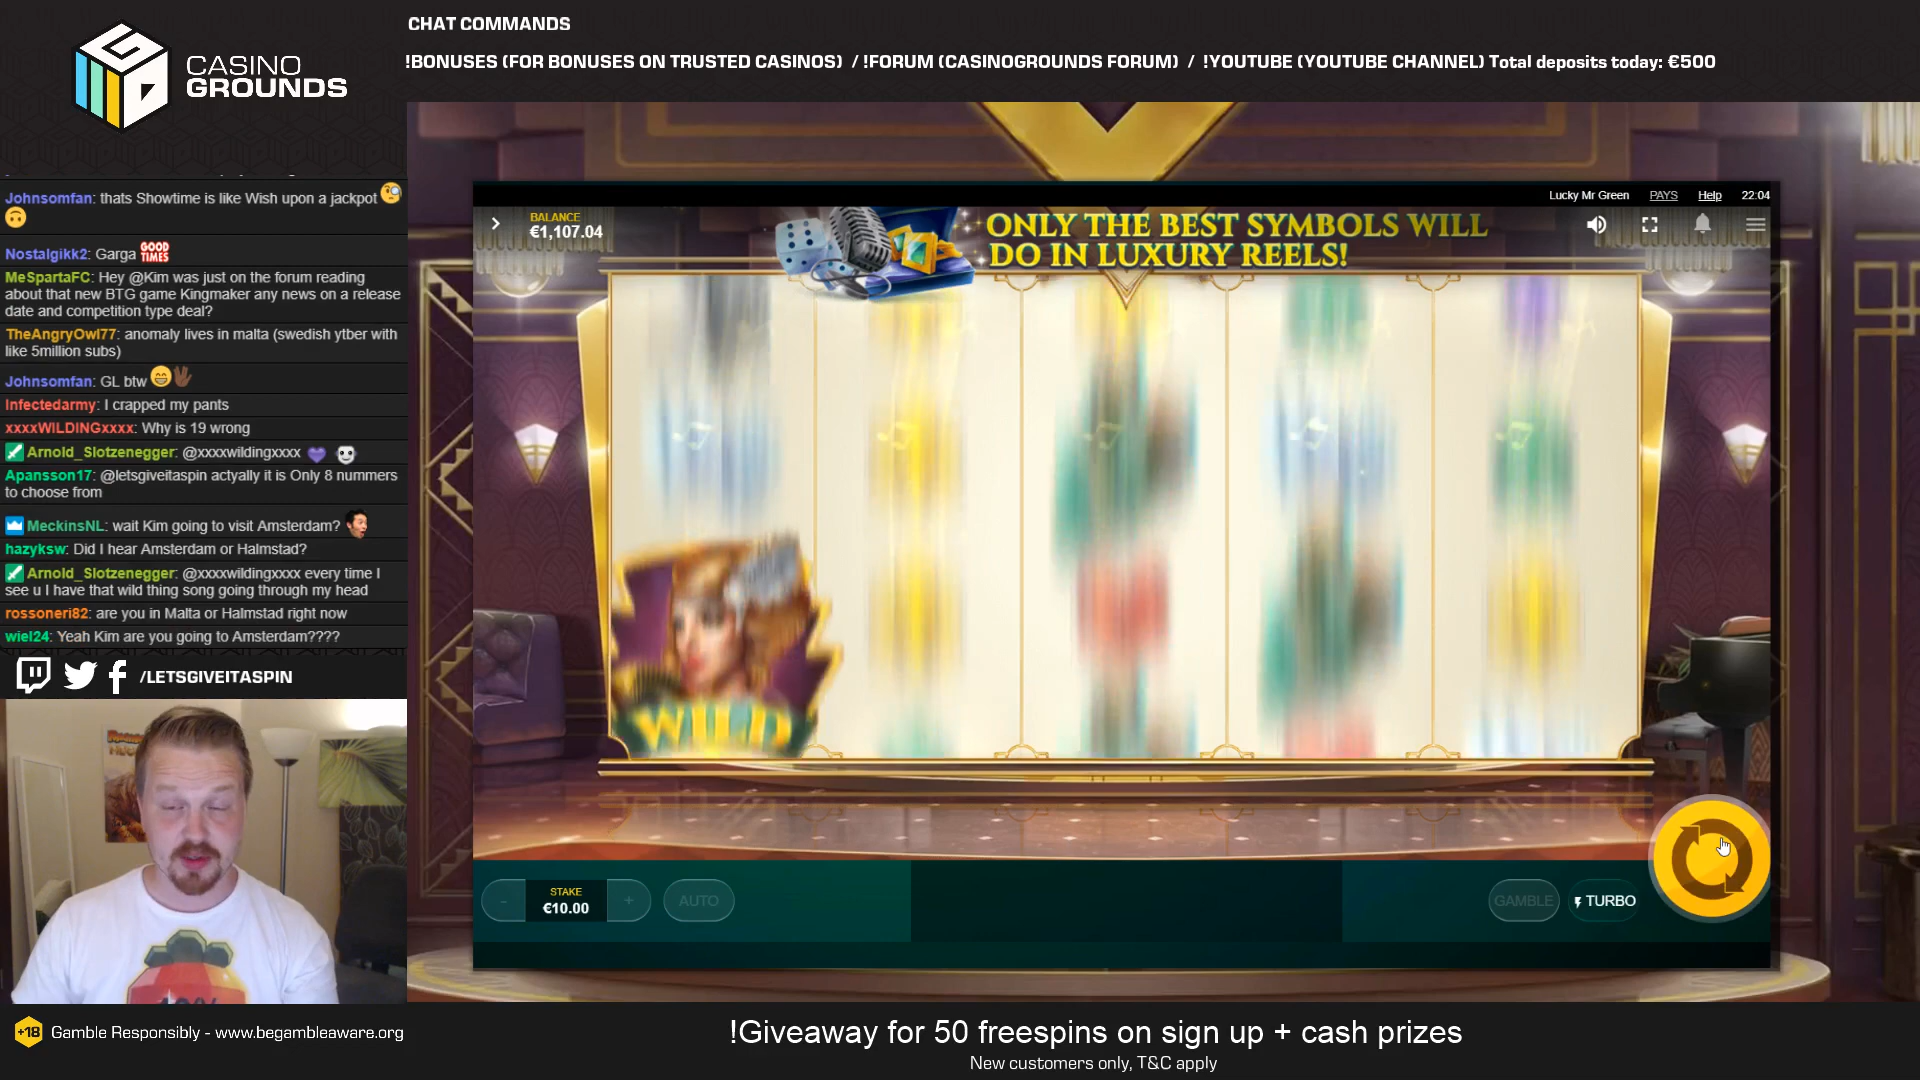 CHAT COMMANDS
!BONUSES (FOR BONUSES ON TRUSTED CASINOS) / !FORUM (CASINOGROUNDS FORUM) / !YOUTUBE (YOUTUBE CHANNEL) Total deposits today: €500
CASINO
GROUNDS
Johnsomfan: thats Showtime is like Wish upon a jackpot
Nostalgikk2: Garga GOOD TIMES
MeSpartaFC: Hey @Kim was just on the forum reading
about that new BTG game Kingmaker any news on a release
date and competition type deal?
TheAngryOwl77: anomaly lives in malta (swedish ytber with
like 5million subs)
Johnsomfan: GL btw
Infectedarmy: I crapped my pants
xxxxWILDINGxxxx: Why is 19 wrong
Arnold_Slotzenegger: @xxxxwildingxxxx
Apansson17: @letsgiveitaspin actyally it is Only 8 nummers
to choose from
MeckinsNL: wait Kim going to visit Amsterdam?
hazyksw: Did I hear Amsterdam or Halmstad?
Arnold_Slotzenegger: @xxxxwildingxxxx every time I
see u I have that wild thing song going through my head
rossoneri82: are you in Malta or Halmstad right now
wiel24: Yeah Kim are you going to Amsterdam????
/LETSGIVEITASPIN
Lucky Mr Green PAYS Help 22:04
BALANCE
€1,107.04
ONLY THE BEST SYMBOLS WILL
DO IN LUXURY REELS!
WILD
- STAKE
€10.00 +
AUTO
GAMBLE
TURBO
+18 Gamble Responsibly - www.begambleaware.org
!Giveaway for 50 freespins on sign up + cash prizes
New customers only, T&C apply